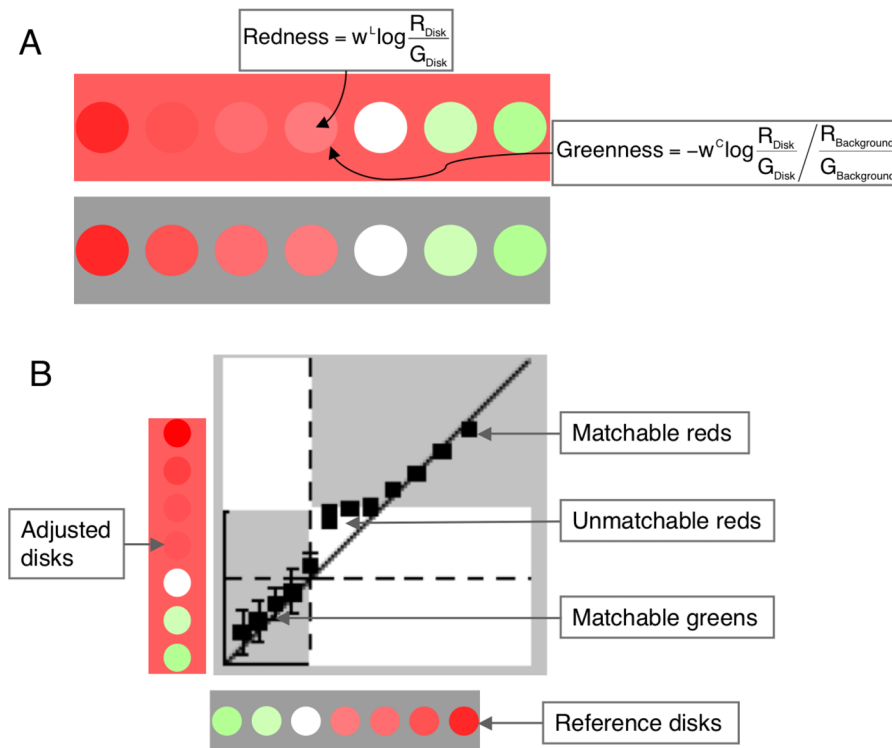 A
Redness = w^L log R_Disk / G_Disk
Greenness = −w^C log R_Disk / G_Disk / R_Background / G_Background
B
Matchable reds
Unmatchable reds
Adjusted
disks
Matchable greens
Reference disks